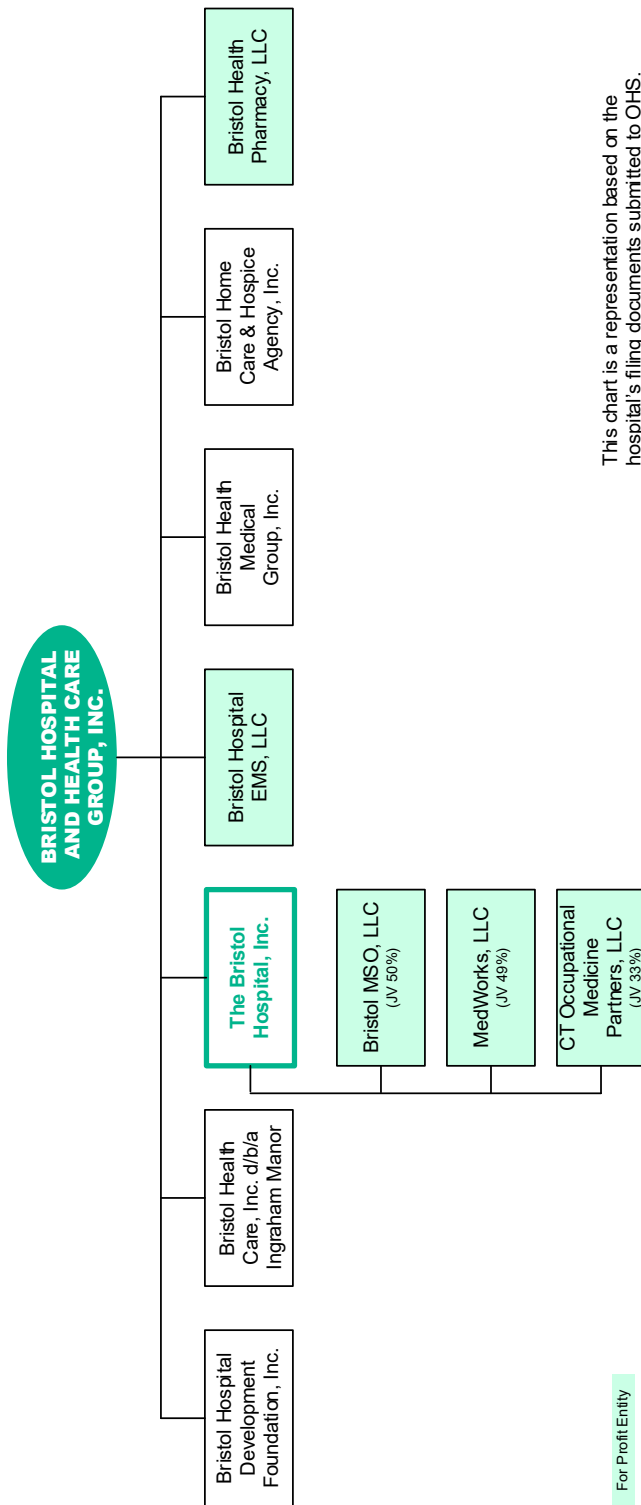 BRISTOL HOSPITAL
AND HEALTH CARE
GROUP, INC.
Bristol Hospital
Development
Foundation, Inc.
Bristol Health
Care, Inc. d/b/a
Ingraham Manor
The Bristol
Hospital, Inc.
Bristol Hospital
EMS, LLC
Bristol Health
Medical
Group, Inc.
Bristol Home
Care & Hospice
Agency, Inc.
Bristol Health
Pharmacy, LLC
Bristol MSO, LLC
(JV 50%)
MedWorks, LLC
(JV 49%)
CT Occupational
Medicine
Partners, LLC
(JV 33%)
For Profit Entity
This chart is a representation based on the
hospital's filing documents submitted to OHS.